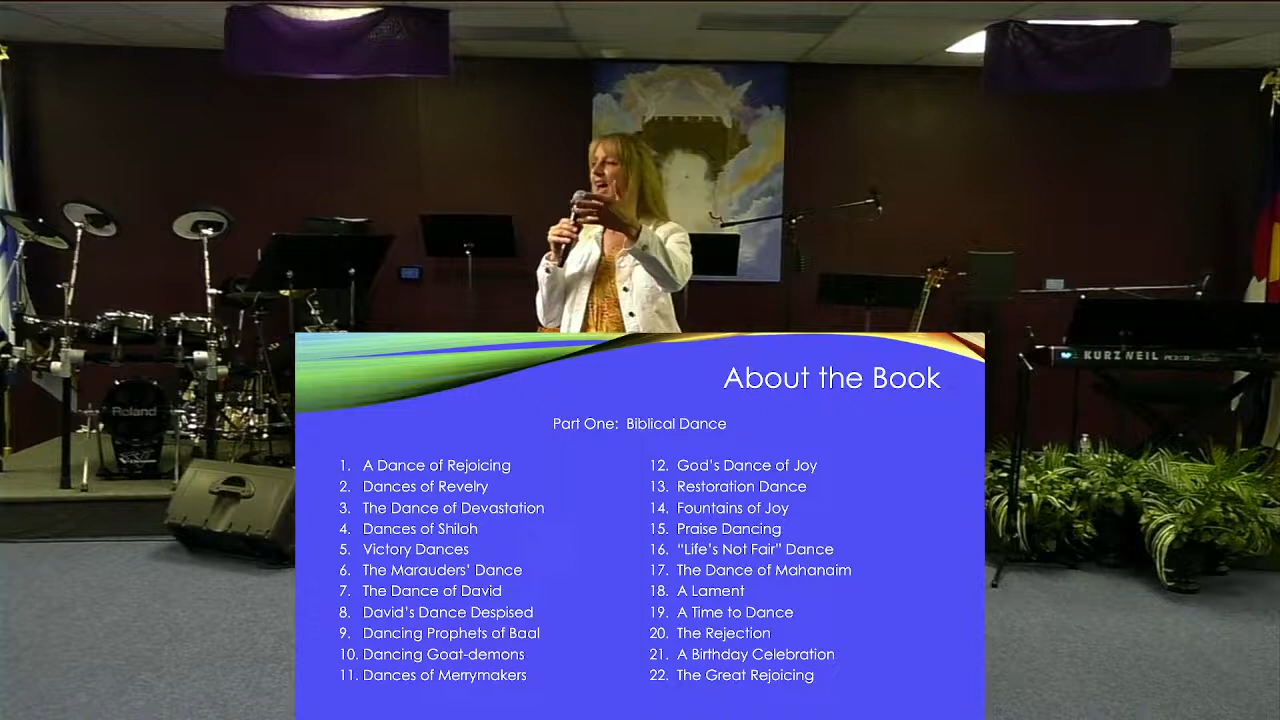 About the Book
Part One: Biblical Dance
1. A Dance of Rejoicing
2. Dances of Revelry
3. The Dance of Devastation
4. Dances of Shiloh
5. Victory Dances
6. The Marauders' Dance
7. The Dance of David
8. David's Dance Despised
9. Dancing Prophets of Baal
10. Dancing Goat-demons
11. Dances of Merrymakers
12. God's Dance of Joy
13. Restoration Dance
14. Fountains of Joy
15. Praise Dancing
16. "Life's Not Fair" Dance
17. The Dance of Mahanaim
18. A Lament
19. A Time to Dance
20. The Rejection
21. A Birthday Celebration
22. The Great Rejoicing
KURZWEIL
Roland